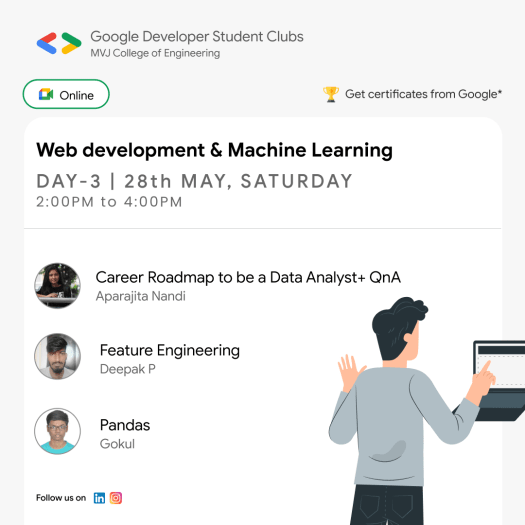 Google Developer Student Clubs
MVJ College of Engineering
Online
Get certificates from Google*
Web development & Machine Learning
DAY-3 | 28th MAY, SATURDAY
2:00PM to 4:00PM
Career Roadmap to be a Data Analyst+ QnA
Aparajita Nandi
Feature Engineering
Deepak P
Pandas
Gokul
Follow us on